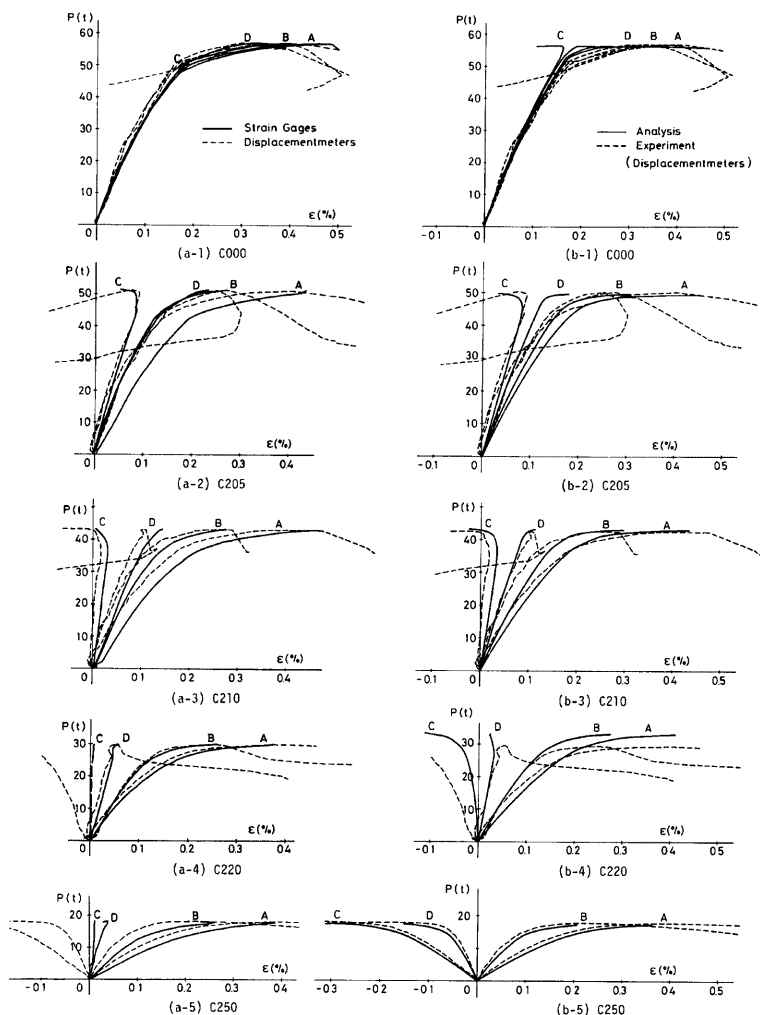 P(t)
D B A
60
C
50
40
30
20
10
Strain Gages
Displacementmeters
ε(%)
0 0.1 0.2 0.3 0.4 0.5
(a-1) C000
P(t)
C D B A
60
50
40
30
20
10
Analysis
Experiment
(Displacementmeters)
ε(%)
-0.1 0 0.1 0.2 0.3 0.4 0.5
(b-1) C000
P(t)
C D B A
50
40
30
20
10
ε(%)
0 0.1 0.2 0.3 0.4
(a-2) C205
P(t)
C D B A
50
40
30
20
10
ε(%)
-0.1 0 0.1 0.2 0.3 0.4 0.5
(b-2) C205
P(t)
C D B A
40
30
20
10
ε(%)
0 0.1 0.2 0.3 0.4
(a-3) C210
P(t)
C D B A
40
30
20
10
ε(%)
-0.1 0 0.1 0.2 0.3 0.4 0.5
(b-3) C210
P(t)
C D B A
30
20
10
ε(%)
0 0.1 0.2 0.3 0.4
(a-4) C220
P(t)
C D B A
30
20
10
ε(%)
-0.1 0 0.1 0.2 0.3 0.4 0.5
(b-4) C220
P(t)
C D B A
20
10
ε(%)
-0.1 0 0.1 0.2 0.3 0.4
(a-5) C250
P(t)
C D B A
20
10
ε(%)
-0.3 -0.2 -0.1 0 0.1 0.2 0.3 0.4 0.5
(b-5) C250